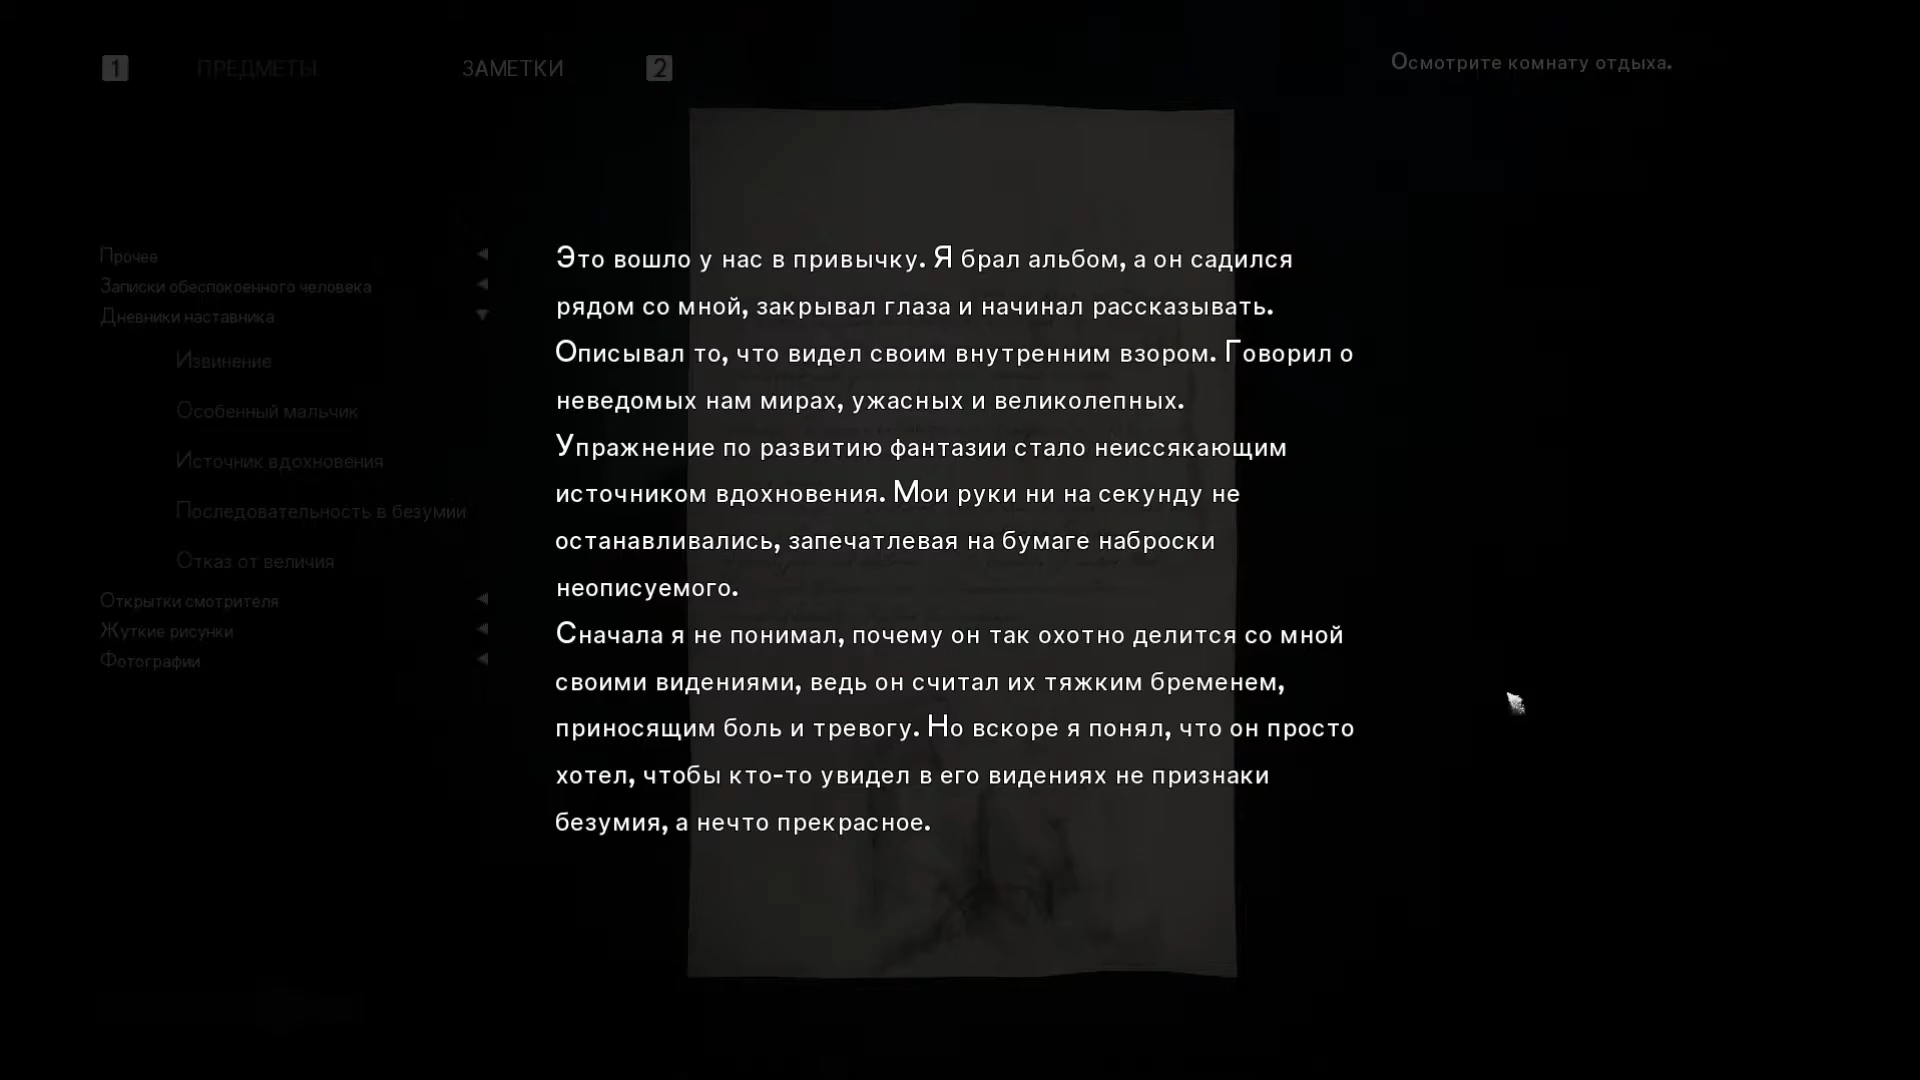 1
ПРЕДМЕТЫ
ЗАМЕТКИ
2
Осмотрите комнату отдыха.
Прочее
Записки обеспокоенного человека
Дневники наставника
Извинение
Особенный мальчик
Источник вдохновения
Последовательность в безумии
Отказ от величия
Открытки смотрителя
Жуткие рисунки
Фотографии
Это вошло у нас в привычку. Я брал альбом, а он садился
рядом со мной, закрывал глаза и начинал рассказывать.
Описывал то, что видел своим внутренним взором. Говорил о
неведомых нам мирах, ужасных и великолепных.
Упражнение по развитию фантазии стало неиссякающим
источником вдохновения. Мои руки ни на секунду не
останавливались, запечатлевая на бумаге наброски
неописуемого.
Сначала я не понимал, почему он так охотно делится со мной
своими видениями, ведь он считал их тяжким бременем,
приносящим боль и тревогу. Но вскоре я понял, что он просто
хотел, чтобы кто-то увидел в его видениях не признаки
безумия, а нечто прекрасное.